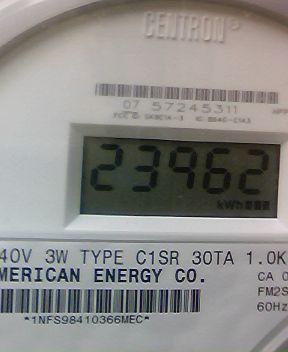 CENTRON
07 57245311
23962
kWh
40V 3W TYPE C1SR 30TA 1.0K
MERICAN ENERGY CO.
CA 0
FM2S
60Hz
*1NFS98410366MEC*